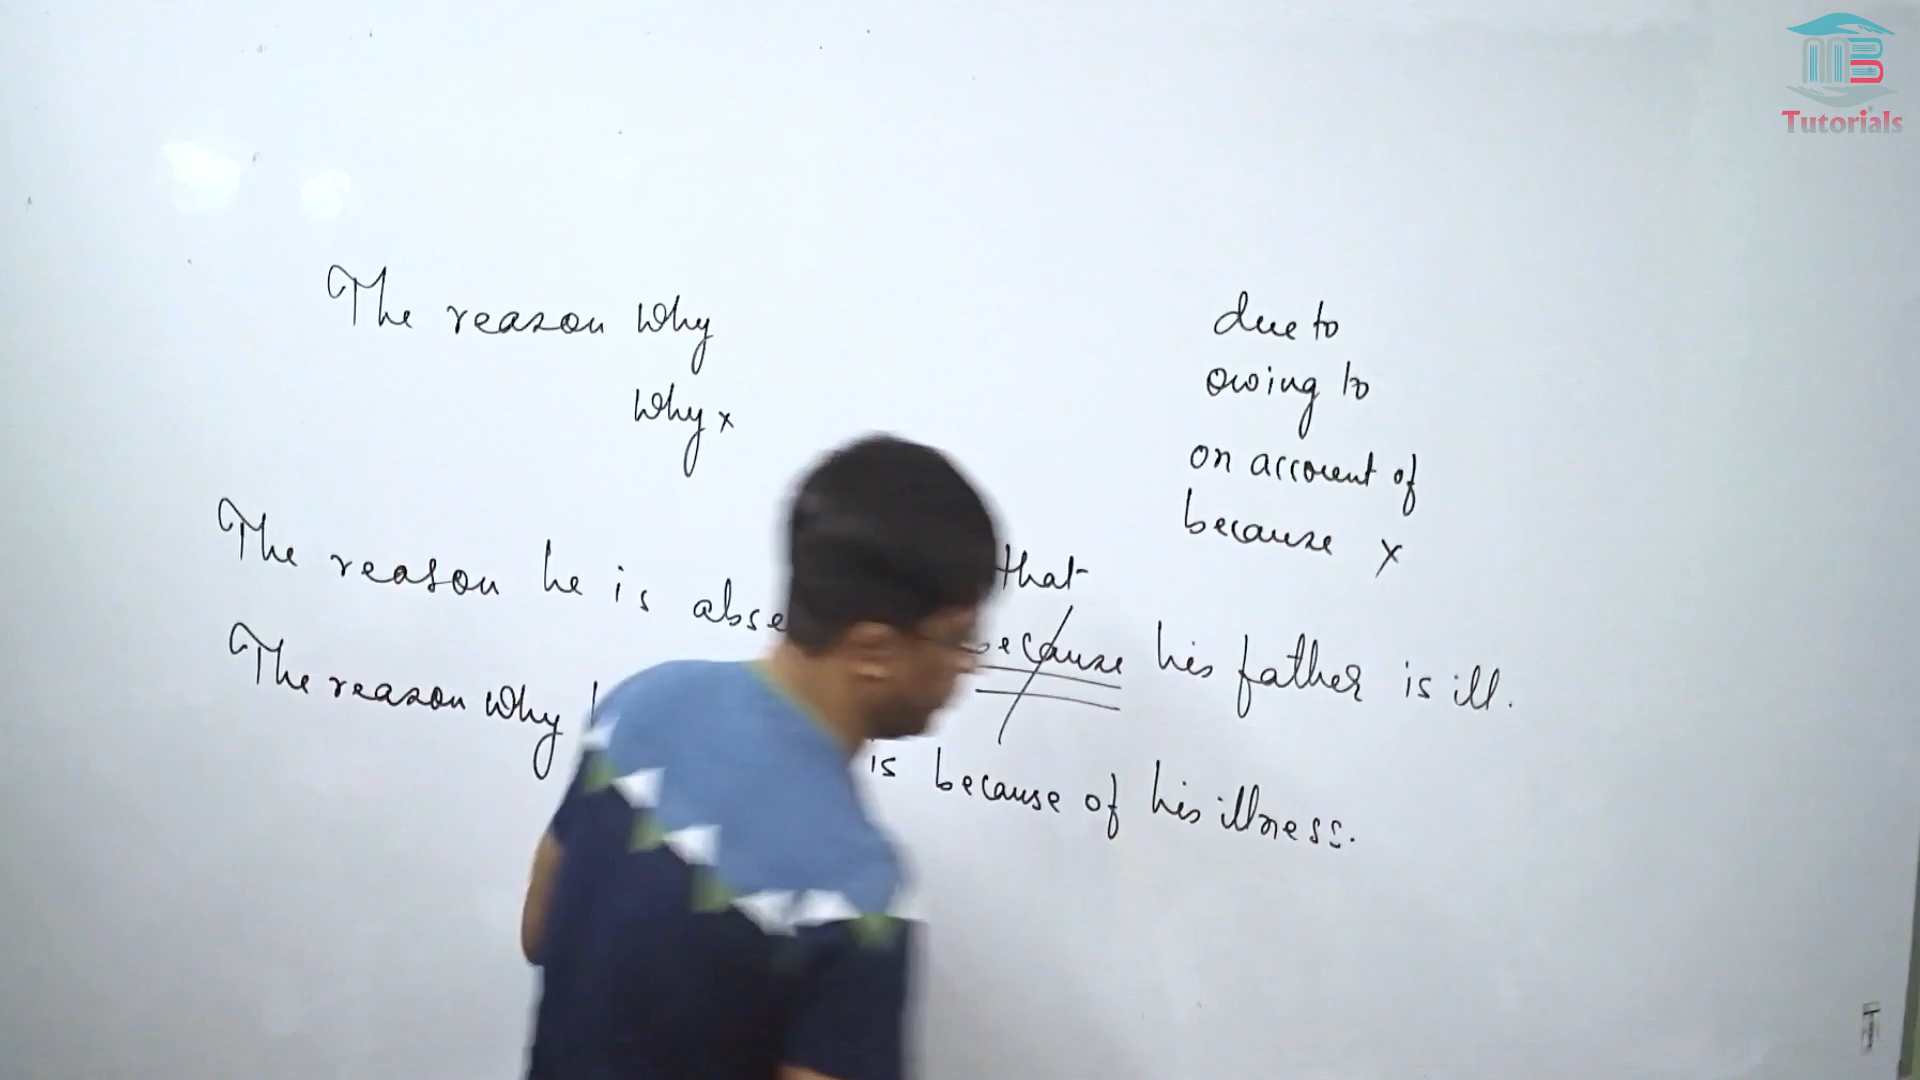 MB
Tutorials
The reason why
why x
due to
owing to
on account of
because x
that
The reason he is because his father is ill.
The reason why is because of his illness.